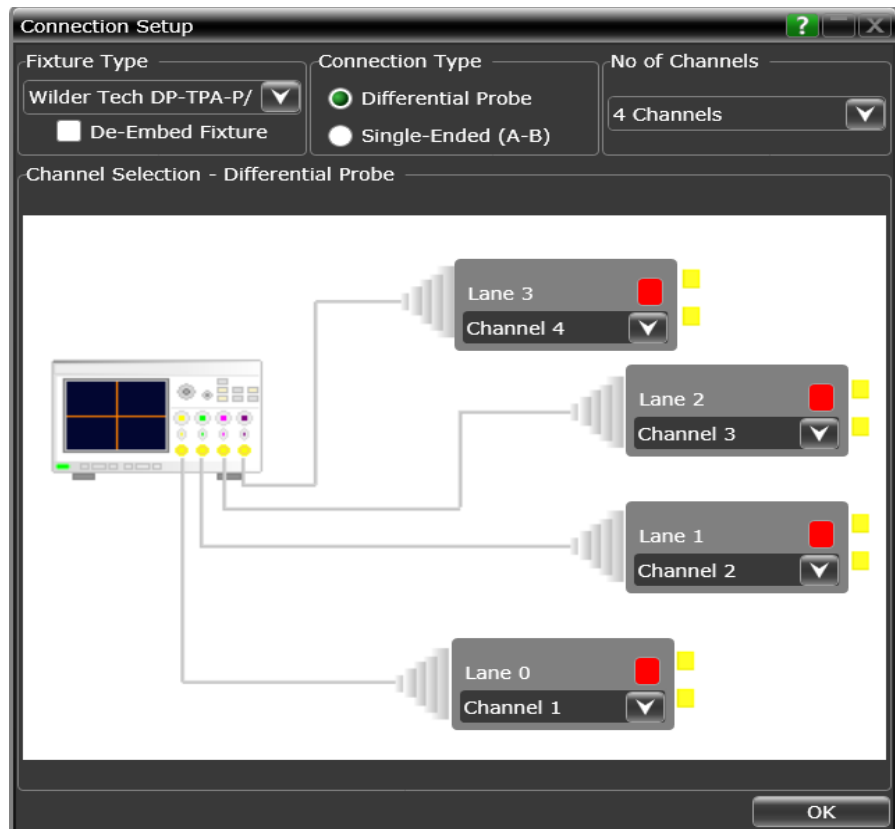 Connection Setup
?
Fixture Type
Wilder Tech DP-TPA-P/
De-Embed Fixture
Connection Type
Differential Probe
Single-Ended (A-B)
No of Channels
4 Channels
Channel Selection - Differential Probe
Lane 3
Channel 4
Lane 2
Channel 3
Lane 1
Channel 2
Lane 0
Channel 1
OK